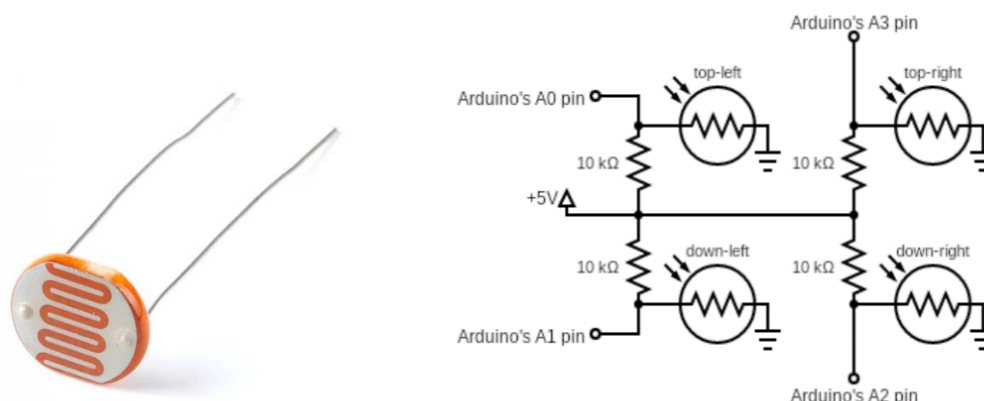 Arduino's A3 pin
top-left
top-right
Arduino's A0 pin
10 kΩ
10 kΩ
+5V
down-left
down-right
10 kΩ
10 kΩ
Arduino's A1 pin
Arduino's A2 pin